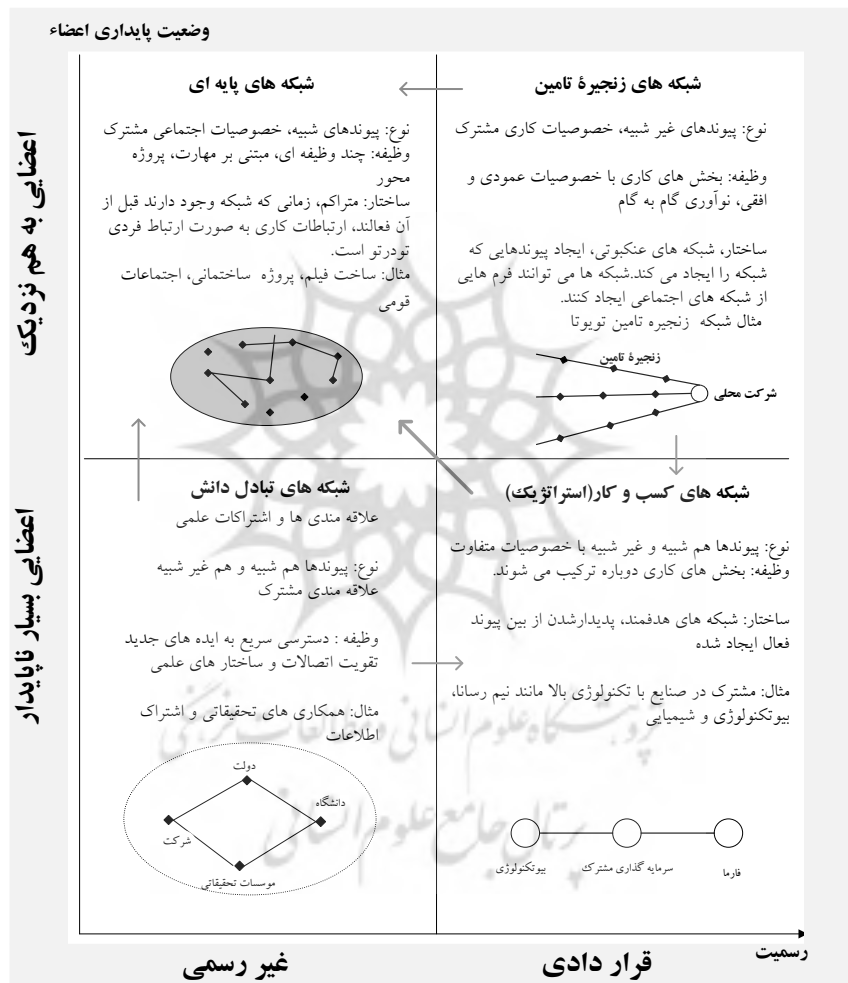 وضعیت پایداری اعضاء
اعضایی به هم نزدیک
اعضایی بسیار ناپایدار
شبکه های زنجیرهٔ تامین
نوع: پیوندهای غیر شبیه، خصوصیات کاری مشترک
وظیفه: بخش های کاری با خصوصیات عمودی و
افقی، نوآوری گام به گام
ساختار، شبکه های عنکبوتی، ایجاد پیوندهایی که
شبکه را ایجاد می کند.شبکه ها می توانند فرم هایی
از شبکه های اجتماعی ایجاد کنند.
مثال شبکه زنجیره تامین تویوتا
زنجیرهٔ تامین
شرکت محلی
شبکه های پایه ای
نوع: پیوندهای شبیه، خصوصیات اجتماعی مشترک
وظیفه: چند وظیفه ای، مبتنی بر مهارت، پروژه
محور
ساختار: متراکم، زمانی که شبکه وجود دارند قبل از
آن فعالند، ارتباطات کاری به صورت ارتباط فردی
تودرتو است.
مثال: ساخت فیلم، پروژه ساختمانی، اجتماعات
قومی
شبکه های کسب و کار(استراتژیک)
نوع: پیوندها هم شبیه و غیر شبیه با خصوصیات متفاوت
وظیفه: بخش های کاری دوباره ترکیب می شوند.
ساختار: شبکه های هدفمند، پدیدارشدن از بین پیوند
فعال ایجاد شده
مثال: مشترک در صنایع با تکنولوژی بالا مانند نیم رسانا،
بیوتکنولوژی و شیمیایی
بیوتکنولوژی
سرمایه گذاری مشترک
فارما
شبکه های تبادل دانش
علاقه مندی ها و اشتراکات علمی
نوع: پیوندها هم شبیه و هم غیر شبیه
علاقه مندی مشترک
وظیفه : دسترسی سریع به ایده های جدید
تقویت اتصالات و ساختار های علمی
مثال: همکاری های تحقیقاتی و اشتراک
اطلاعات
دولت
دانشگاه
شرکت
موسسات تحقیقاتی
پژوهشگاه علوم انسانی و مطالعات فرهنگی
پرتال جامع علوم انسانی
رسمیت
قرار دادی
غیر رسمی